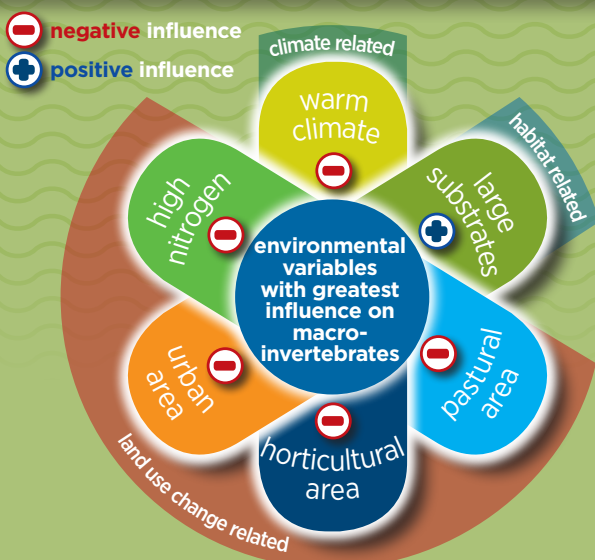 negative influence
positive influence
climate related
warm
climate
habitat related
large
substrates
high
nitrogen
environmental
variables
with greatest
influence on
macro-
invertebrates
pastural
area
urban
area
horticultural
area
land use change related